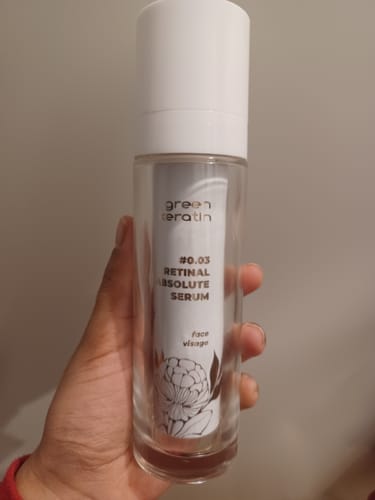 green
keratin
#0.03
RETINAL
ABSOLUTE
SERUM
face
visage